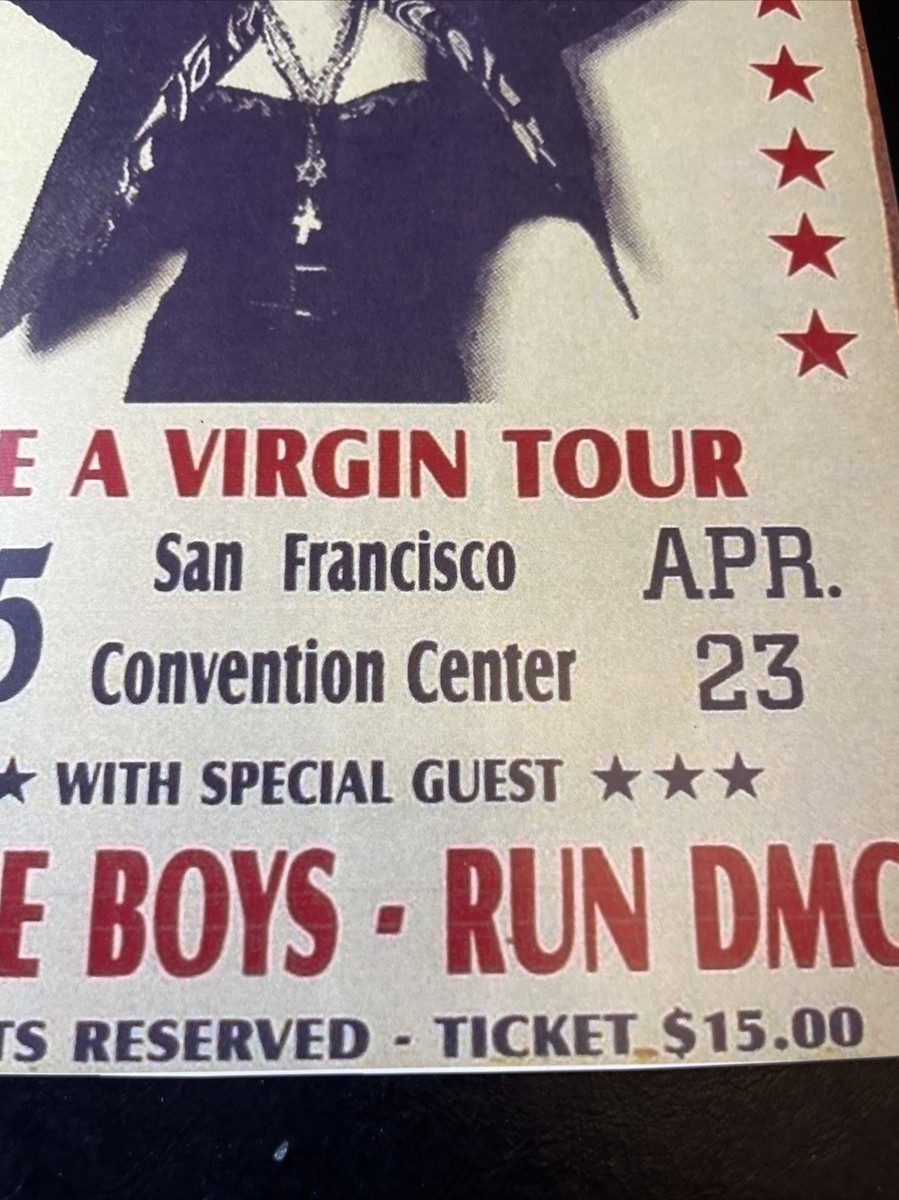 E A VIRGIN TOUR
5 San Francisco APR.
Convention Center 23
★ WITH SPECIAL GUEST ★★★
E BOYS - RUN DMC
TS RESERVED - TICKET $15.00